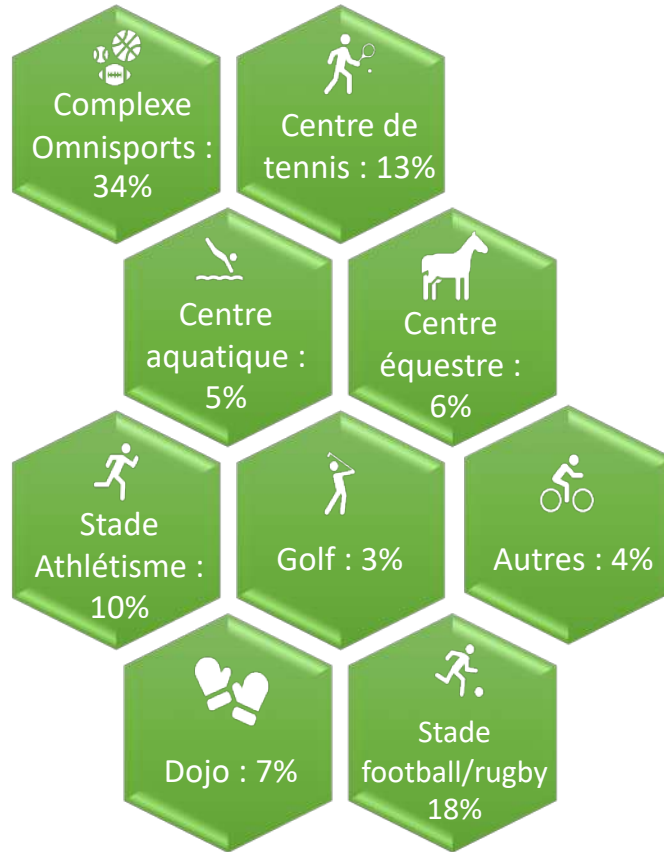 Complexe
Omnisports :
34%
Centre de
tennis : 13%
Centre
aquatique :
5%
Centre
équestre :
6%
Stade
Athlétisme :
10%
Golf : 3%
Autres : 4%
Dojo : 7%
Stade
football/rugby
18%